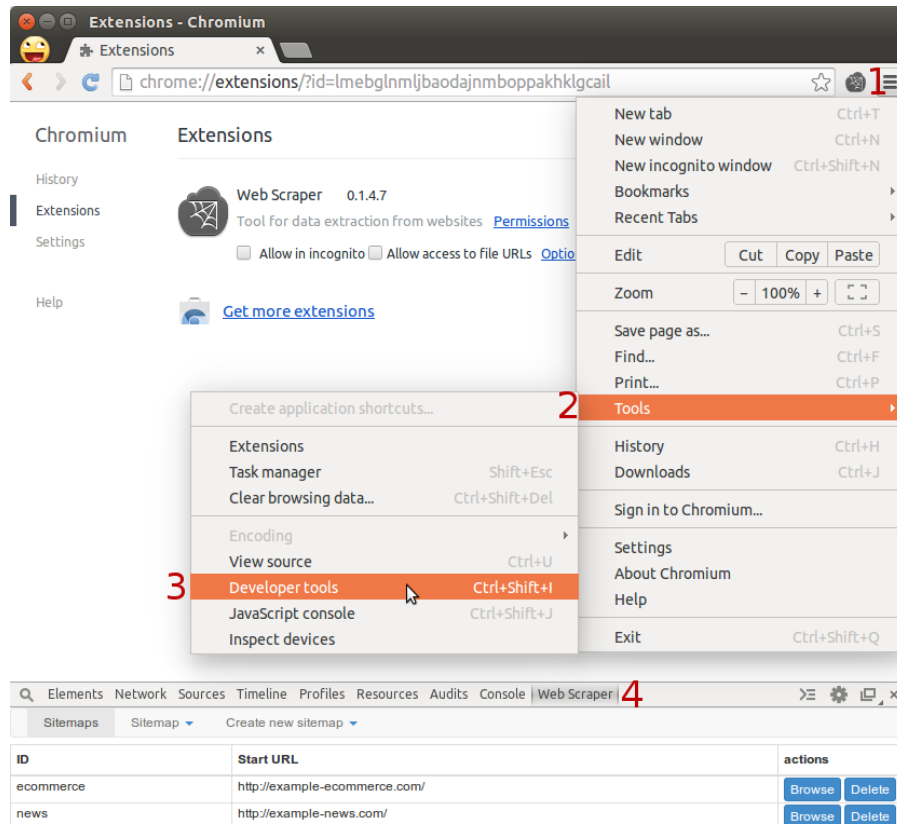 Extensions - Chromium
Extensions ×
chrome://extensions/?id=lmebglnmljbaodajnmboppakhklgcail
1
Chromium
History
Extensions
Settings
Help
Extensions
Web Scraper 0.1.4.7
Tool for data extraction from websites Permissions
Allow in incognito Allow access to file URLs Optio
Get more extensions
New tab Ctrl+T
New window Ctrl+N
New incognito window Ctrl+Shift+N
Bookmarks
Recent Tabs
Edit Cut Copy Paste
Zoom − 100% +
Save page as... Ctrl+S
Find... Ctrl+F
Print... Ctrl+P
2 Tools
History Ctrl+H
Downloads Ctrl+J
Sign in to Chromium...
Settings
About Chromium
Help
Exit Ctrl+Shift+Q
Create application shortcuts...
Extensions
Task manager Shift+Esc
Clear browsing data... Ctrl+Shift+Del
Encoding
View source Ctrl+U
3 Developer tools Ctrl+Shift+I
JavaScript console Ctrl+Shift+J
Inspect devices
Elements Network Sources Timeline Profiles Resources Audits Console Web Scraper 4
Sitemaps Sitemap Create new sitemap
ID Start URL actions
ecommerce http://example-ecommerce.com/ Browse Delete
news http://example-news.com/ Browse Delete